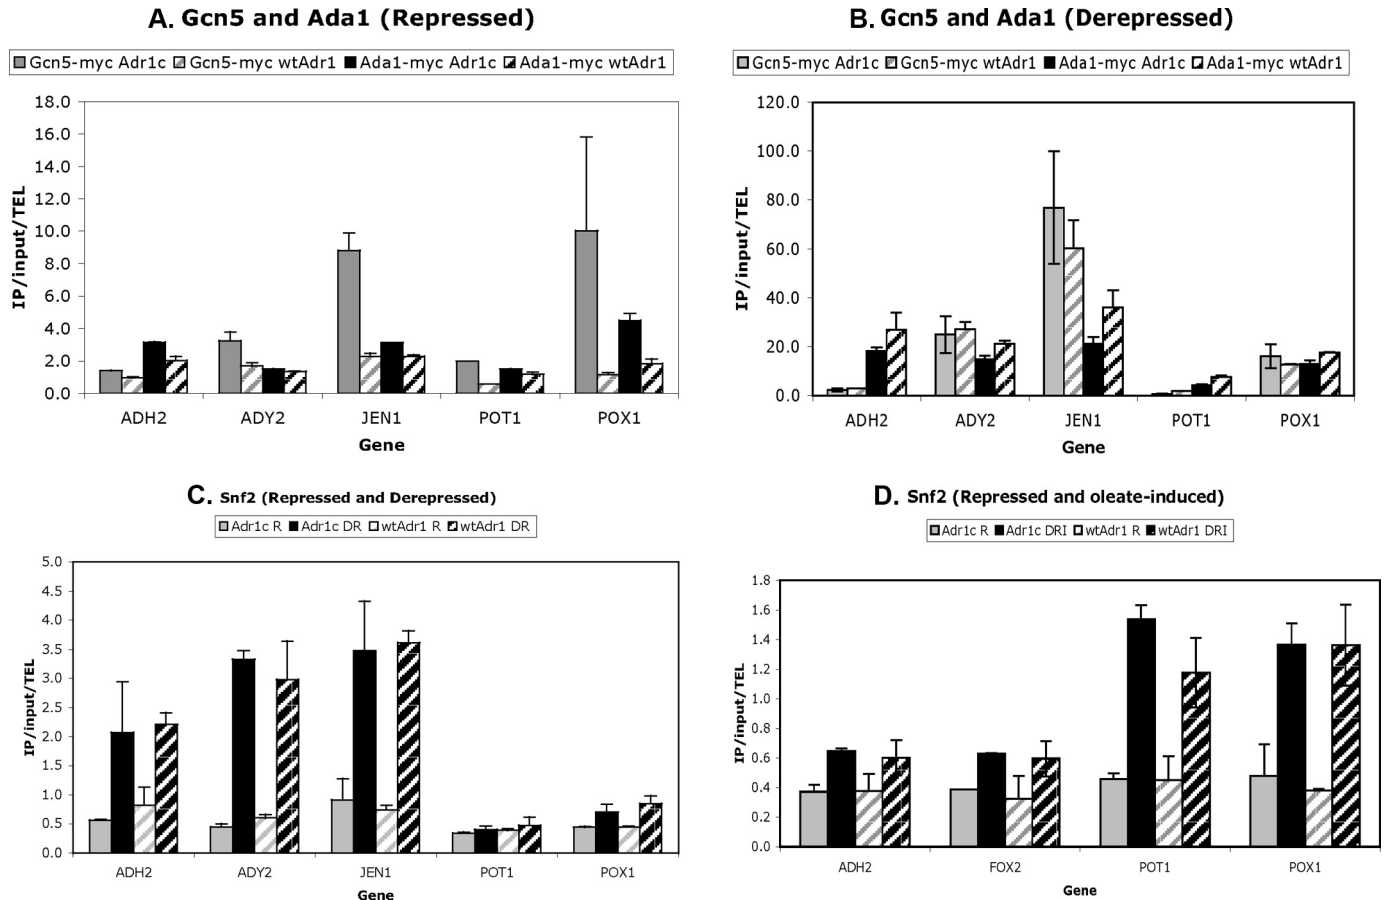 A. Gcn5 and Ada1 (Repressed)
Gcn5-myc Adr1c Gcn5-myc wtAdr1 Ada1-myc Adr1c Ada1-myc wtAdr1
18.0
16.0
14.0
12.0
10.0
8.0
6.0
4.0
2.0
0.0
IP/input/TEL
ADH2 ADY2 JEN1 POT1 POX1
Gene
B. Gcn5 and Ada1 (Derepressed)
Gcn5-myc Adr1c Gcn5-myc wtAdr1 Ada1-myc Adr1c Ada1-myc wtAdr1
120.0
100.0
80.0
60.0
40.0
20.0
0.0
IP/input/TEL
ADH2 ADY2 JEN1 POT1 POX1
Gene
C. Snf2 (Repressed and Derepressed)
Adr1c R Adr1c DR wtAdr1 R wtAdr1 DR
5.0
4.5
4.0
3.5
3.0
2.5
2.0
1.5
1.0
0.5
0.0
IP/input/TEL
ADH2 ADY2 JEN1 POT1 POX1
Gene
D. Snf2 (Repressed and oleate-induced)
Adr1c R Adr1c DRI wtAdr1 R wtAdr1 DRI
1.8
1.6
1.4
1.2
1.0
0.8
0.6
0.4
0.2
0.0
IP/input/TEL
ADH2 FOX2 POT1 POX1
Gene